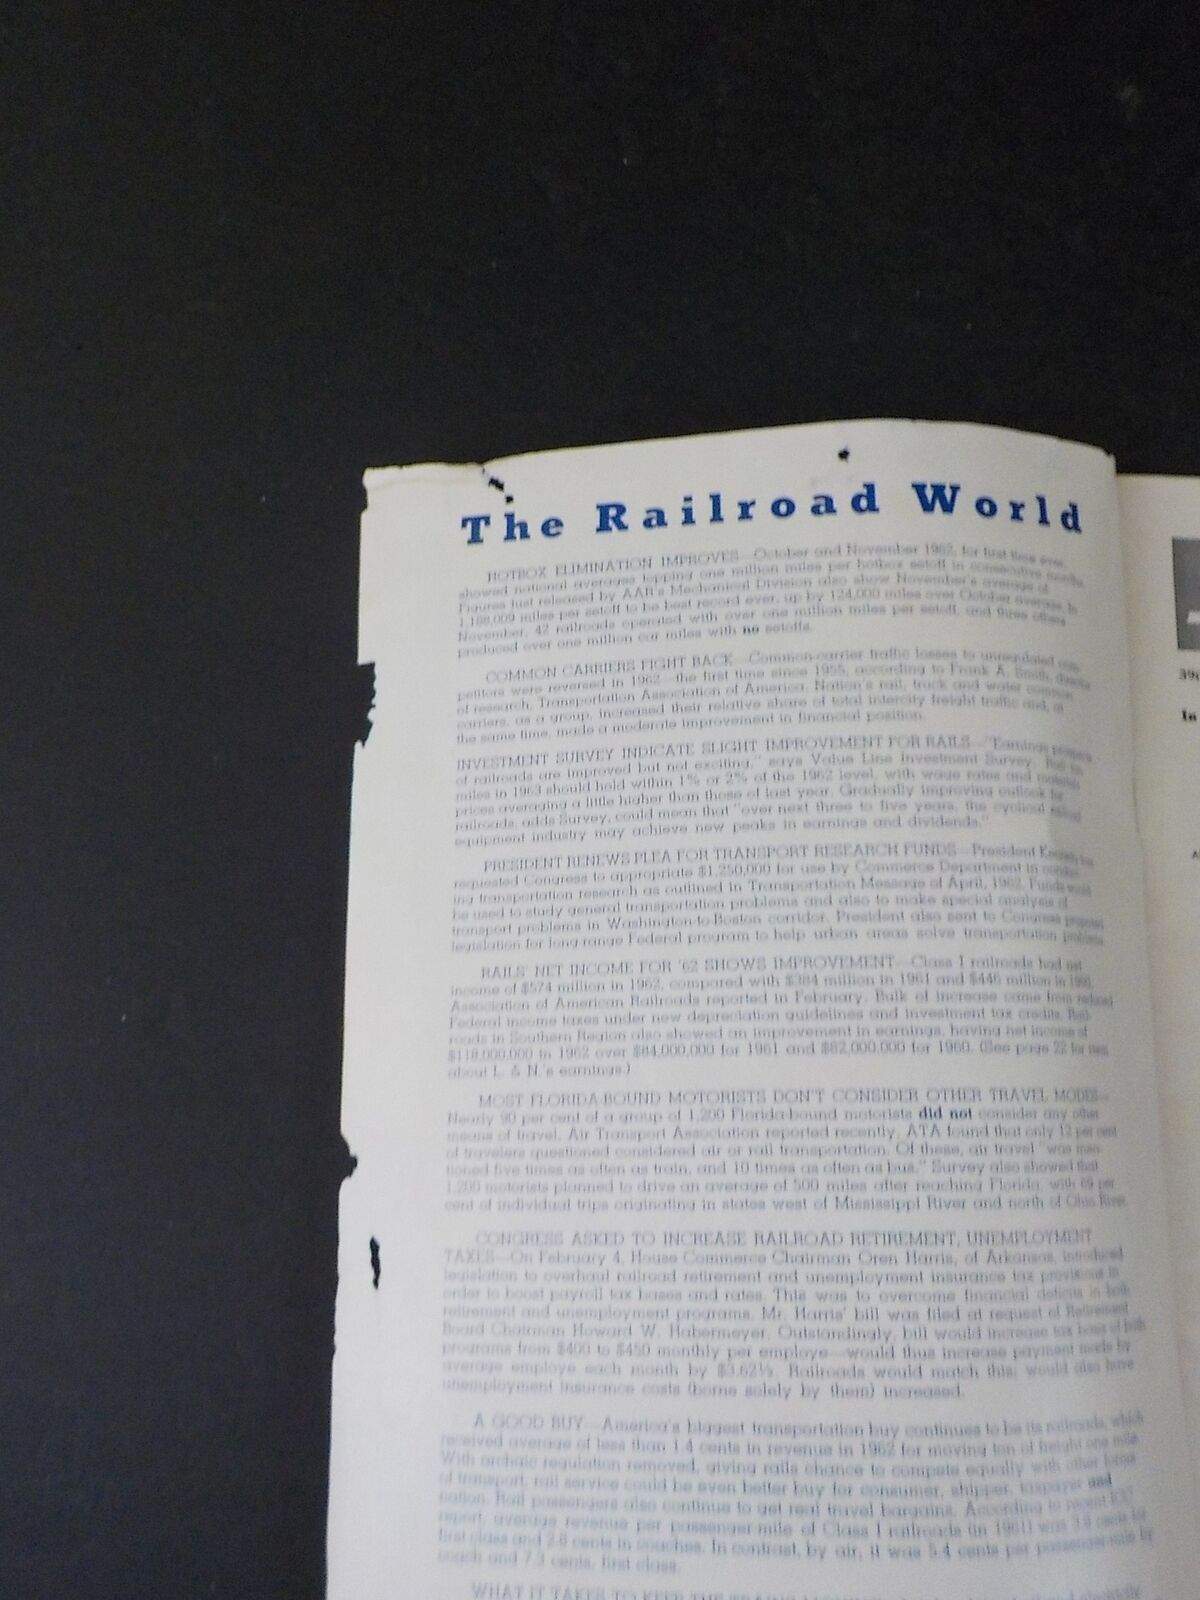 The Railroad World
HOTBOX ELIMINATION IMPROVES—October and November 1962, for first time ever,
showed national averages topping one million miles per hotbox setoff in consecutive months.
Figures just released by AAR's Mechanical Division also show November's average of
1,188,009 miles per setoff to be best record ever, up by 124,000 miles over October average. In
November, 42 railroads operated with over one million miles per setoff, and three others
produced over one million car miles with no setoffs.
COMMON CARRIERS FIGHT BACK—Common-carrier traffic losses to unregulated com-
petitors were reversed in 1962—the first time since 1955, according to Frank A. Smith, director
of research, Transportation Association of America. Nation's rail, truck and water common
carriers, as a group, increased their relative share of total intercity freight traffic and, at
the same time, made a moderate improvement in financial position.
INVESTMENT SURVEY INDICATE SLIGHT IMPROVEMENT FOR RAILS—"Earnings prospects
of railroads are improved but not exciting," says Value Line Investment Survey. Rail ton-
miles in 1963 should hold within 1% or 2% of the 1962 level, with wage rates and materials
prices averaging a little higher than those of last year. Gradually improving outlook for
railroads, adds Survey, could mean that "over next three to five years, the cyclical
equipment industry may achieve new peaks in earnings and dividends."
PRESIDENT RENEWS PLEA FOR TRANSPORT RESEARCH FUNDS—President Kennedy has
requested Congress to appropriate $1,250,000 for use by Commerce Department in conduct-
ing transportation research as outlined in Transportation Message of April, 1962. Funds would
be used to study general transportation problems and also to make special analysis of
transport problems in Washington-to-Boston corridor. President also sent to Congress proposed
legislation for long-range Federal program to help urban areas solve transportation problems.
RAILS' NET INCOME FOR '62 SHOWS IMPROVEMENT—Class I railroads had net
income of $574 million in 1962, compared with $384 million in 1961 and $446 million in 1960,
Association of American Railroads reported in February. Bulk of increase came from reduced
Federal income taxes under new depreciation guidelines and investment tax credits. Rail-
roads in Southern Region also showed an improvement in earnings, having net income of
$118,000,000 in 1962 over $84,000,000 for 1961 and $82,000,000 for 1960. (See page 22 for
about L. & N.'s earnings.)
MOST FLORIDA-BOUND MOTORISTS DON'T CONSIDER OTHER TRAVEL MODES—
Nearly 90 per cent of a group of 1,200 Florida-bound motorists did not consider any other
means of travel, Air Transport Association reported recently. ATA found that only 12 per cent
of travelers questioned considered air or rail transportation. Of these, air travel "was men-
tioned five times as often as train, and 10 times as often as bus." Survey also showed that
1,200 motorists planned to drive an average of 500 miles after reaching Florida, with 69 per
cent of individual trips originating in states west of Mississippi River and north of Ohio River.
CONGRESS ASKED TO INCREASE RAILROAD RETIREMENT, UNEMPLOYMENT
TAXES—On February 4, House Commerce Chairman Oren Harris, of Arkansas, introduced
legislation to overhaul railroad retirement and unemployment insurance tax provisions in
order to boost payroll tax bases and rates. This was to overcome financial deficits in both
retirement and unemployment programs. Mr. Harris' bill was filed at request of Retirement
Board Chairman Howard W. Habermeyer. Outstandingly, bill would increase tax base of both
programs from $400 to $450 monthly per employe—would thus increase payment made by
average employe each month by $3.62½. Railroads would match this; would also have
unemployment insurance costs (borne solely by them) increased.
A GOOD BUY—America's biggest transportation buy continues to be its railroads, which
received average of less than 1.4 cents in revenue in 1962 for moving ton of freight one mile.
With archaic regulation removed, giving rails chance to compete equally with other forms
of transport, rail service could be even better buy for consumer, shipper, taxpayer and
nation. Rail passengers also continue to get real travel bargains. According to recent ICC
report, average revenue per passenger-mile of Class I railroads (in 1961) was 3.9 cents for
first class and 2.8 cents in coaches. In contrast, by air, it was 5.4 cents per passenger-mile by
coach and 7.3 cents, first class.
WHAT IT TAKES TO KEEP THE
39
In